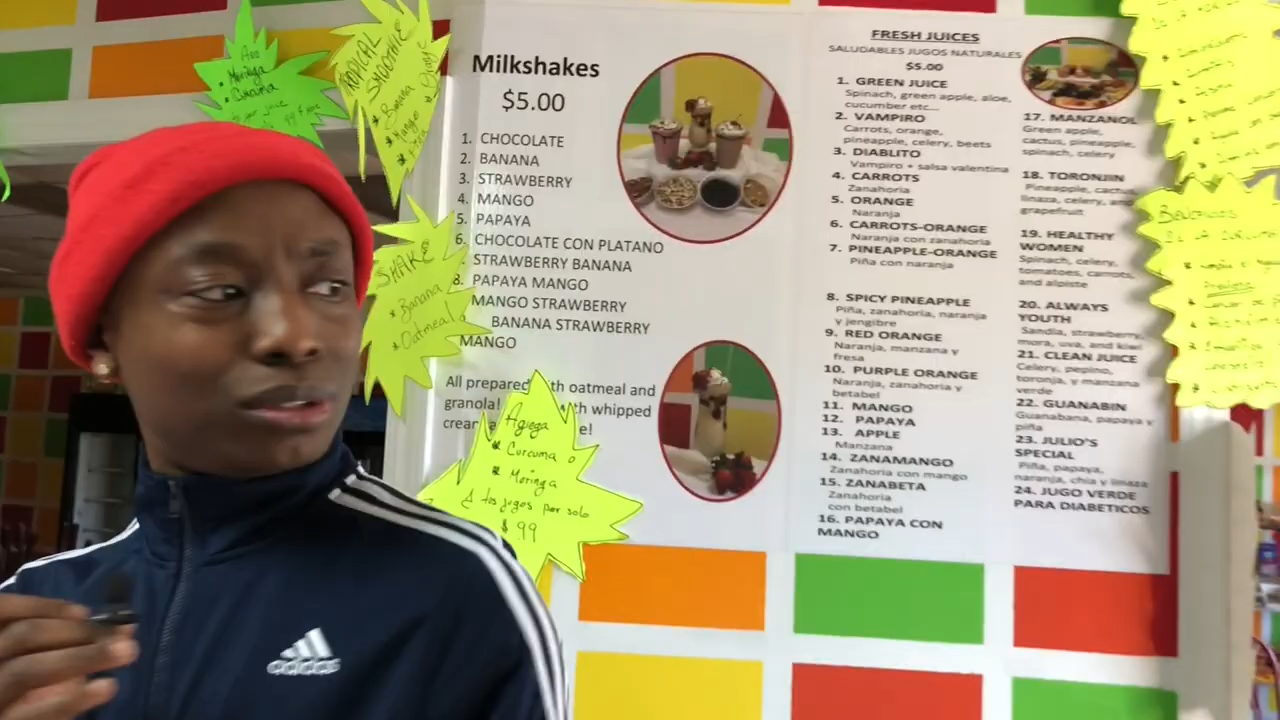 Milkshakes
$5.00
1. CHOCOLATE
2. BANANA
3. STRAWBERRY
4. MANGO
5. PAPAYA
6. CHOCOLATE CON PLATANO
STRAWBERRY BANANA
8. PAPAYA MANGO
MANGO STRAWBERRY
BANANA STRAWBERRY
MANGO
All prepared with oatmeal and
granola! th whipped
FRESH JUICES
SALUDABLES JUGOS NATURALES
$5.00
1. GREEN JUICE
Spinach, green apple, aloe,
cucumber etc...
2. VAMPIRO
Carrots, orange,
pineapple, celery, beets
3. DIABLITO
Vampiro + salsa valentina
4. CARROTS
Zanahoria
5. ORANGE
Naranja
6. CARROTS-ORANGE
Naranja con zanahoria
7. PINEAPPLE-ORANGE
Piña con naranja
8. SPICY PINEAPPLE
Piña, zanahoria, naranja
y jengibre
9. RED ORANGE
Naranja, manzana y
fresa
10. PURPLE ORANGE
Naranja, zanahoria y
betabel
11. MANGO
12. PAPAYA
13. APPLE
Manzana
14. ZANAMANGO
Zanahoria con mango
15. ZANABETA
Zanahoria
con betabel
16. PAPAYA CON
MANGO
17. MANZANOL
Green apple,
cactus, pineapple,
spinach, celery
18. TORONJIN
Pineapple, cactus,
linaza, celery, and
grapefruit
19. HEALTHY
WOMEN
Spinach, celery,
tomatoes, carrots,
and alpiste
20. ALWAYS
YOUTH
Sandia, strawberry,
mora, uva, and kiwi
21. CLEAN JUICE
Celery, pepino,
toronja, y manzana
verde
22. GUANABIN
Guanabana, papaya y
piña
23. JULIO'S
SPECIAL
Piña, papaya,
naranja, chia y linaza
24. JUGO VERDE
PARA DIABETICOS
Moringa
Curcuma
TROPICAL
SMOOTHIE
Banana
Mango
SHAKE
Banana
Oatmeal
Agrega
Curcuma o
Moringa
A tus jugos por solo
$ 99
adidas